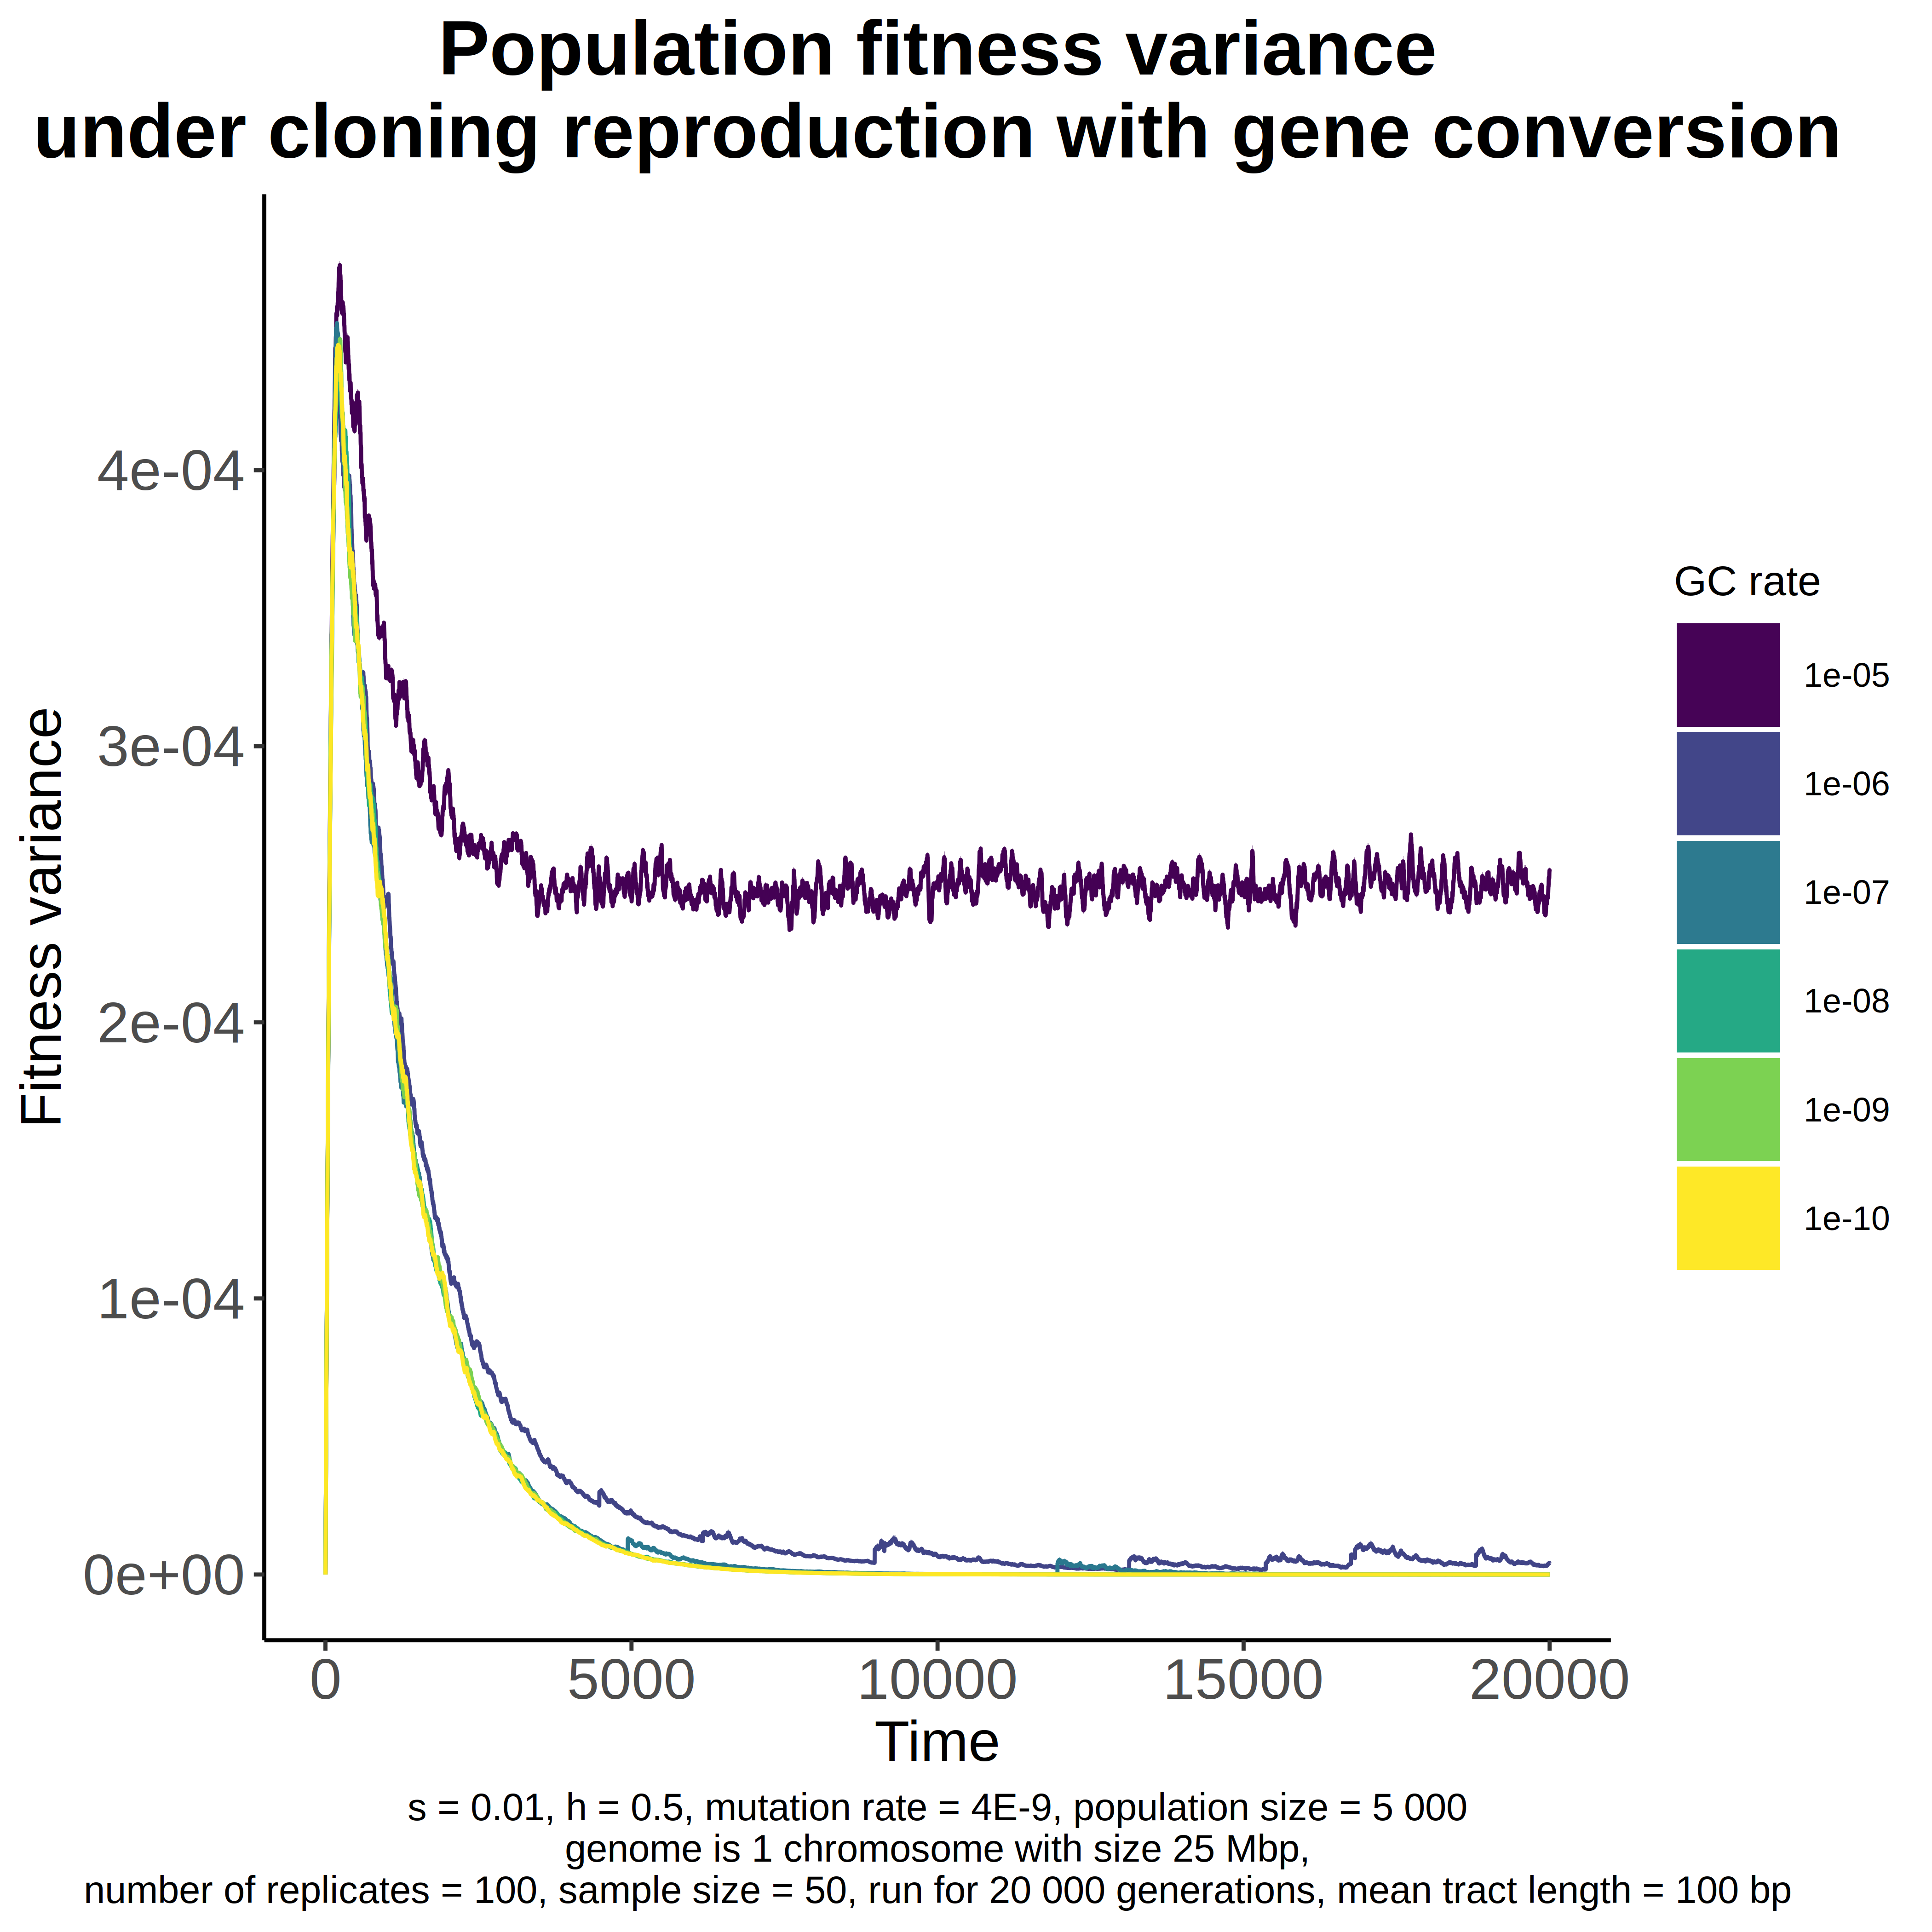 Population fitness variance
under cloning reproduction with gene conversion
Fitness variance
4e-04
3e-04
2e-04
1e-04
0e+00
0
5000
10000
15000
20000
Time
GC rate
1e-05
1e-06
1e-07
1e-08
1e-09
1e-10
s = 0.01, h = 0.5, mutation rate = 4E-9, population size = 5 000
genome is 1 chromosome with size 25 Mbp,
number of replicates = 100, sample size = 50, run for 20 000 generations, mean tract length = 100 bp